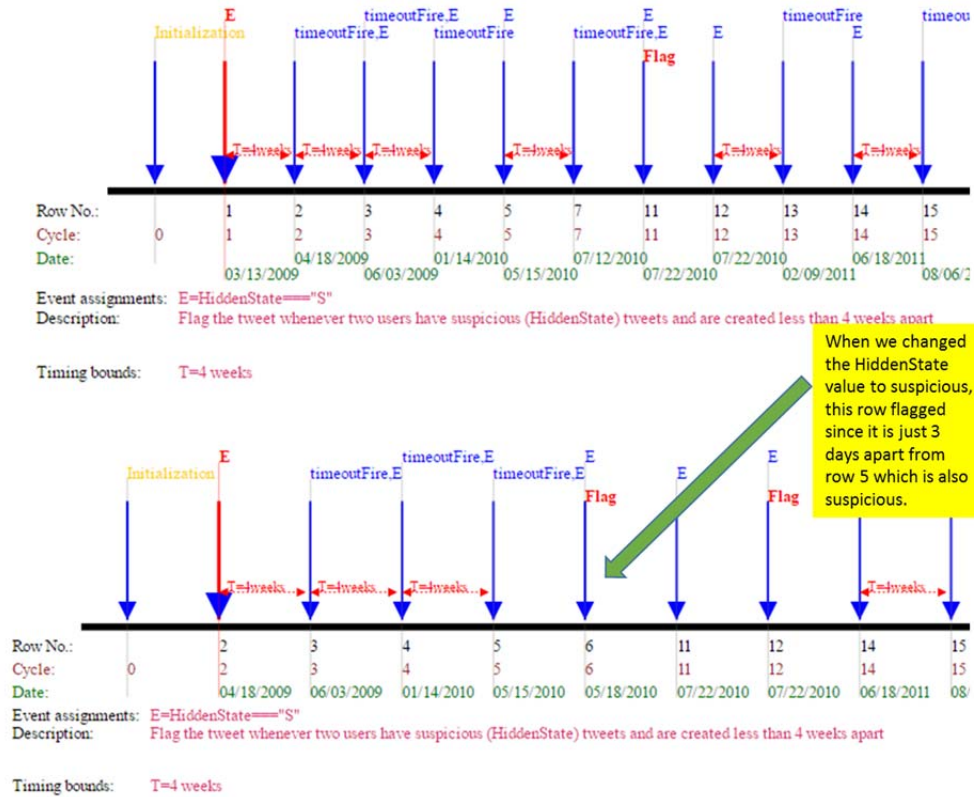 timeoutFire,E E E timeoutFire
E timeoutFire,E timeoutFire timeoutFire,E E E
Initialization
Flag
T=4weeks T=4weeks T=4weeks T=4weeks T=4weeks T=4weeks
Row No.: 1 2 3 4 5 7 11 12 13 14 15
Cycle: 0 1 2 3 4 5 7 11 12 13 14 15
Date: 04/18/2009 01/14/2010 07/12/2010 07/22/2010 06/18/2011
03/13/2009 06/03/2009 05/15/2010 07/22/2010 02/09/2011
Event assignments: E=HiddenState==="S"
Description: Flag the tweet whenever two users have suspicious (HiddenState) tweets and are created less than 4 weeks apart
Timing bounds: T=4 weeks
When we changed
the HiddenState
value to suspicious,
this row flagged
since it is just 3
days apart from
row 5 which is also
suspicious.
E timeoutFire,E E
Initialization timeoutFire,E timeoutFire,E E E
Flag Flag
T=4weeks T=4weeks T=4weeks T=4weeks
Row No.: 2 3 4 5 6 11 12 14 15
Cycle: 0 2 3 4 5 6 11 12 14 15
Date: 04/18/2009 06/03/2009 01/14/2010 05/15/2010 05/18/2010 07/22/2010 07/22/2010 06/18/2011 08/
Event assignments: E=HiddenState==="S"
Description: Flag the tweet whenever two users have suspicious (HiddenState) tweets and are created less than 4 weeks apart
Timing bounds: T=4 weeks